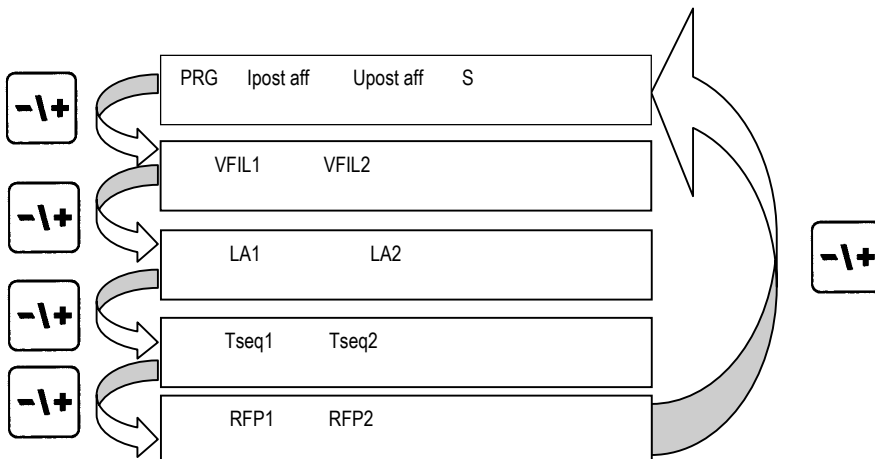 PRG Ipost aff Upost aff S
-\+
VFIL1 VFIL2
-\+
LA1 LA2
-\+
-\+
Tseq1 Tseq2
-\+
RFP1 RFP2